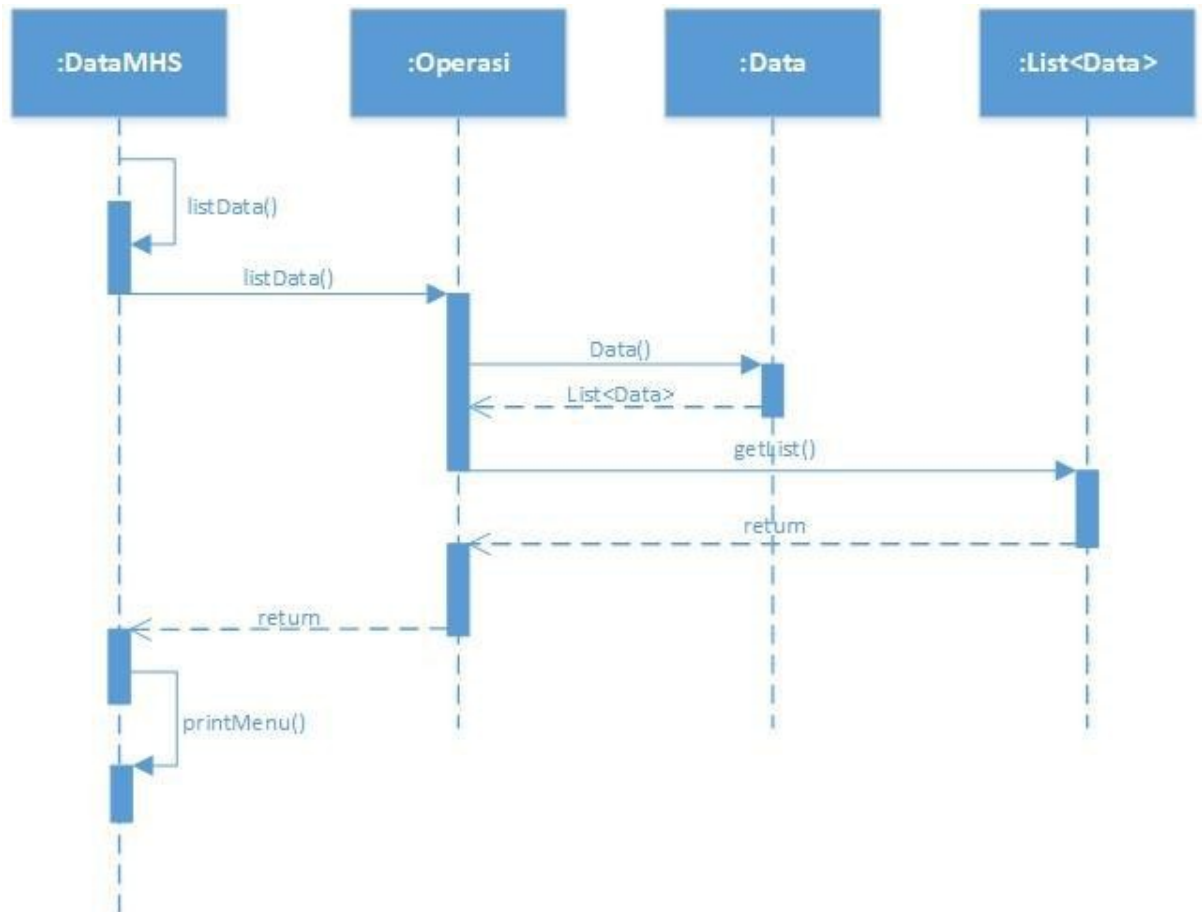 :DataMHS
:Operasi
:Data
:List<Data>
listData()
listData()
Data()
List<Data>
getList()
return
return
printMenu()